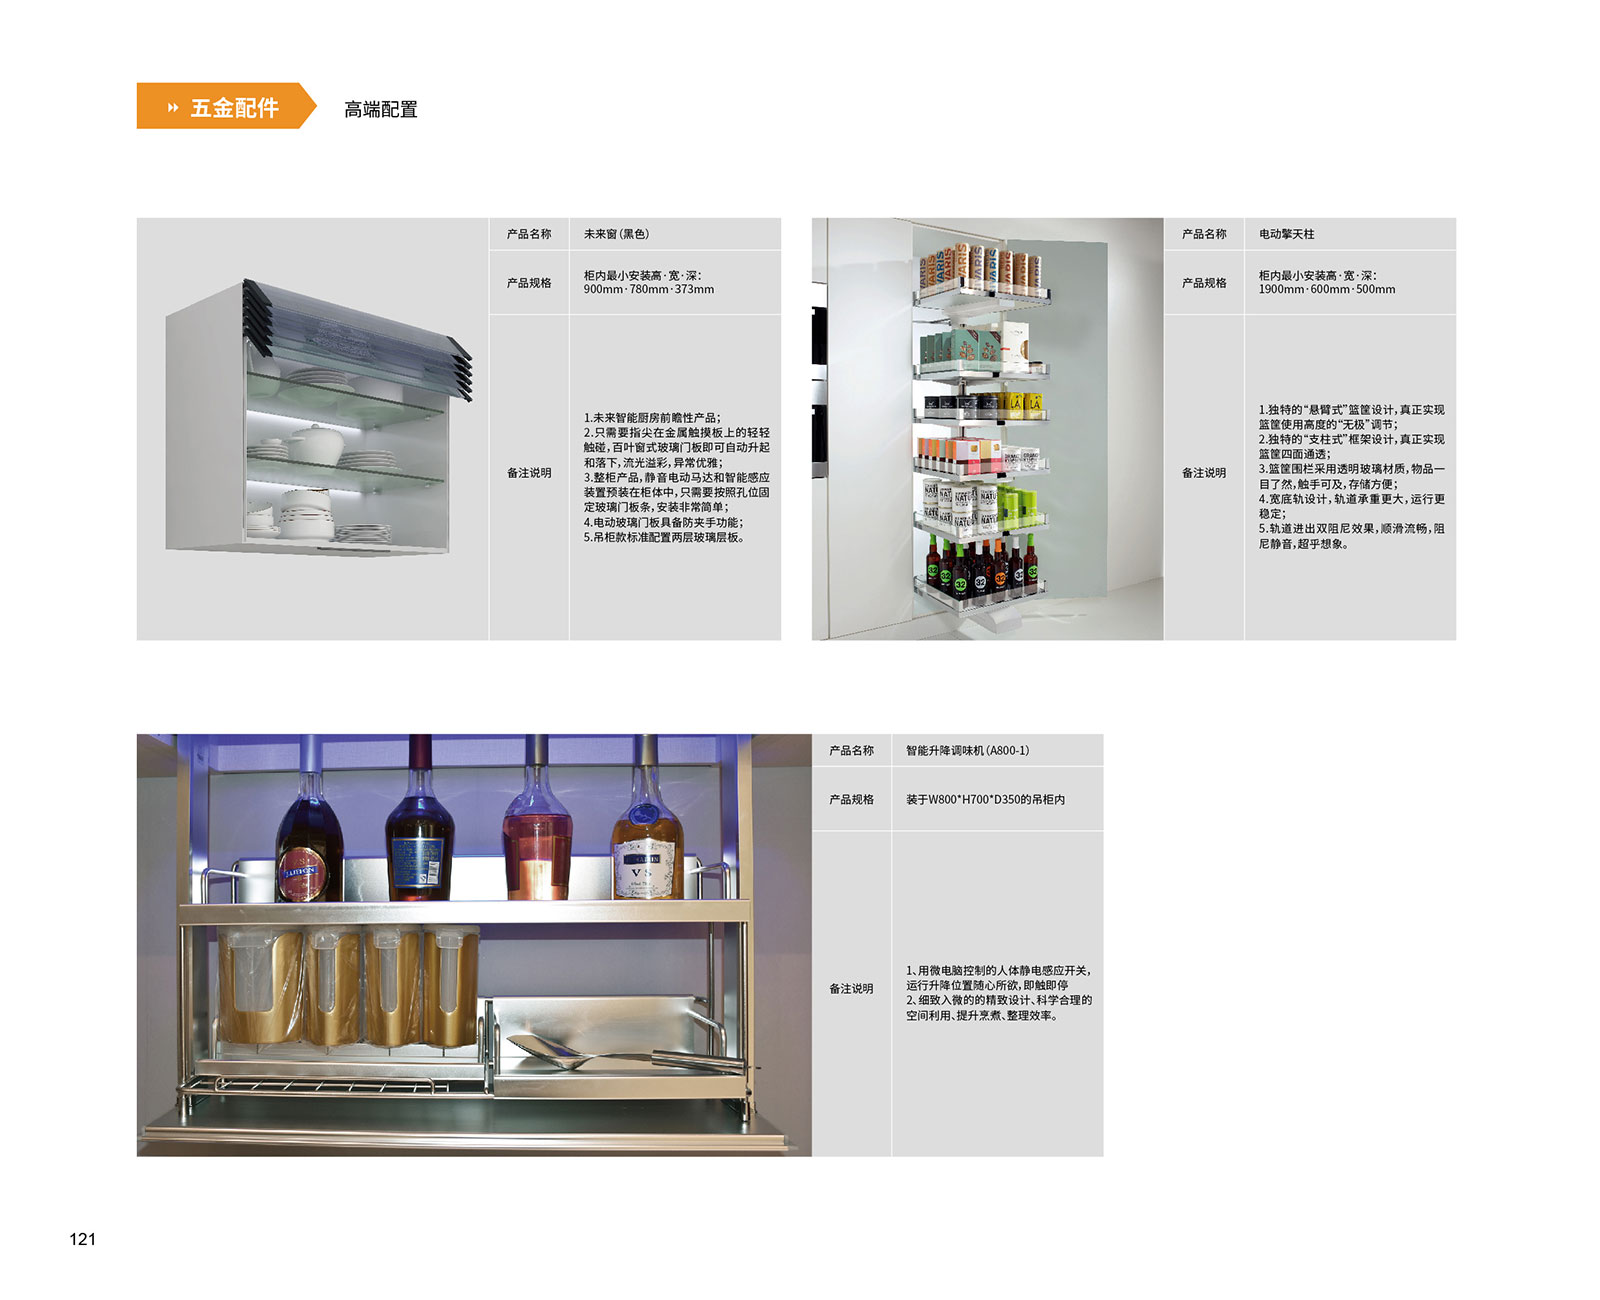 五金配件
高端配置
产品名称
未来窗（黑色）
产品规格
柜内最小安装高·宽·深：
900mm·780mm·373mm
备注说明
1.未来智能厨房前瞻性产品；
2.只需要指尖在金属触摸板上的轻轻
触碰，百叶窗式玻璃门板即可自动升起
和落下，流光溢彩，异常优雅；
3.整柜产品，静音电动马达和智能感应
装置预装在柜体中，只需要按照孔位固
定玻璃门板条，安装非常简单；
4.电动玻璃门板具备防夹手功能；
5.吊柜款标准配置两层玻璃层板。
产品名称
电动擎天柱
产品规格
柜内最小安装高·宽·深：
1900mm·600mm·500mm
备注说明
1.独特的“悬臂式”篮筐设计，真正实现
篮筐使用高度的“无极”调节；
2.独特的“支柱式”框架设计，真正实现
篮筐四面通透；
3.篮筐围栏采用透明玻璃材质，物品一
目了然，触手可及，存储方便；
4.宽底轨设计，轨道承重更大，运行更
稳定；
5.轨道进出双阻尼效果，顺滑流畅，阻
尼静音，超乎想象。
产品名称
智能升降调味机（A800-1）
产品规格
装于W800*H700*D350的吊柜内
备注说明
1、用微电脑控制的人体静电感应开关，
运行升降位置随心所欲，即触即停
2、细致入微的的精致设计、科学合理的
空间利用、提升烹煮、整理效率。
VS
121